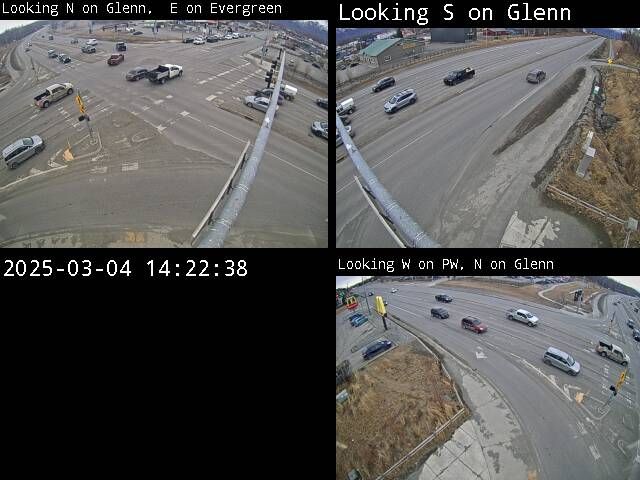 Looking N on Glenn, E on Evergreen
Looking S on Glenn
2025-03-04 14:22:38
Looking W on PW, N on Glenn